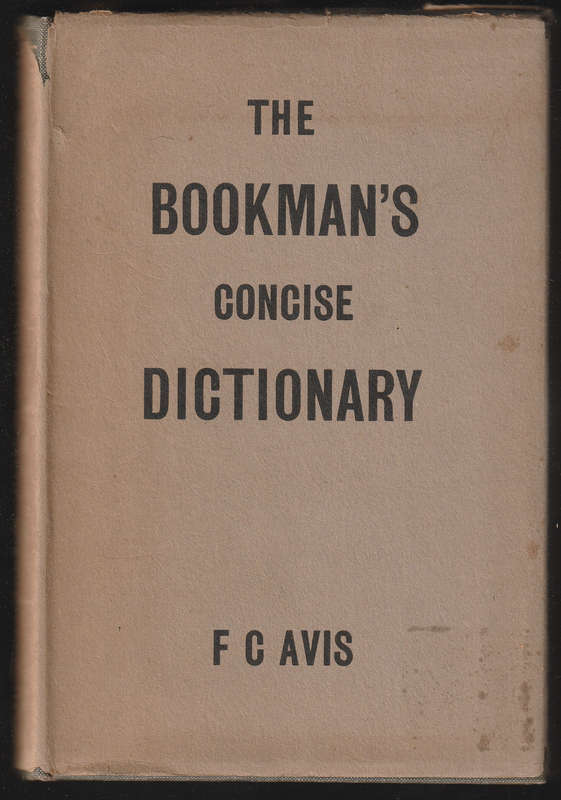 THE
BOOKMAN'S
CONCISE
DICTIONARY
F C AVIS